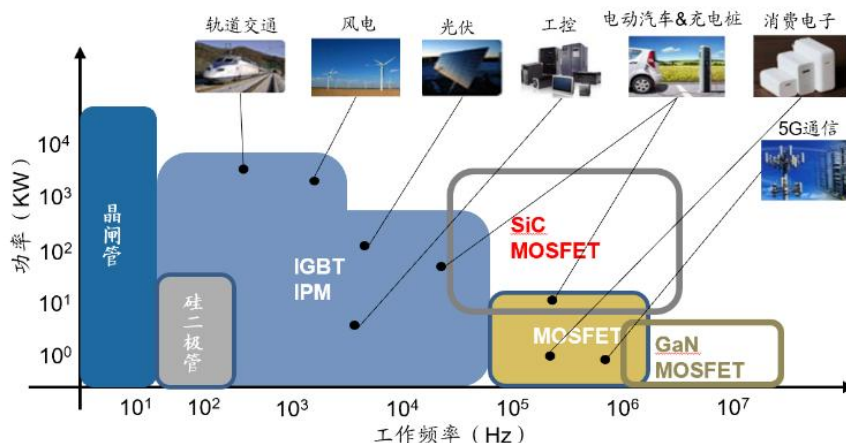 轨道交通
风电
光伏
工控
电动汽车&充电桩
消费电子
5G通信
功率（KW）
10⁴
10³
10²
10¹
10⁰
晶闸管
硅二极管
IGBT
IPM
SiC
MOSFET
MOSFET
GaN
MOSFET
10¹
10²
10³
10⁴
10⁵
10⁶
10⁷
工作频率（Hz）